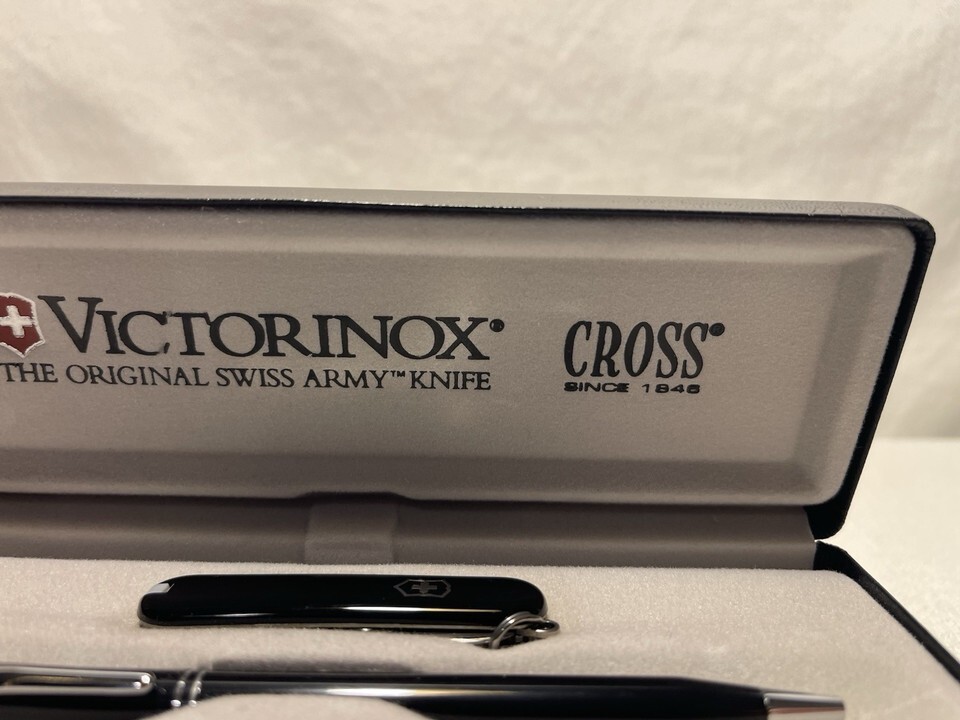 VICTORINOX®
THE ORIGINAL SWISS ARMY™ KNIFE
CROSS®
SINCE 1846